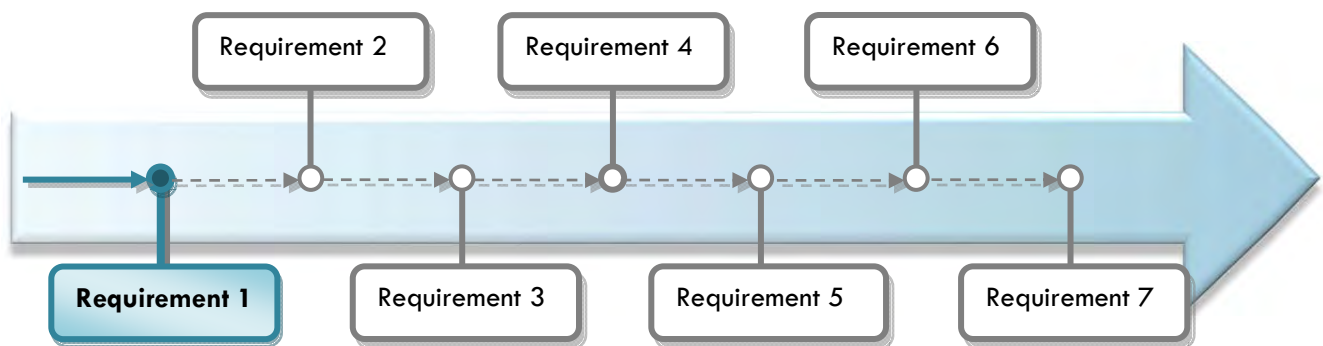 Requirement 2
Requirement 4
Requirement 6
Requirement 1
Requirement 3
Requirement 5
Requirement 7